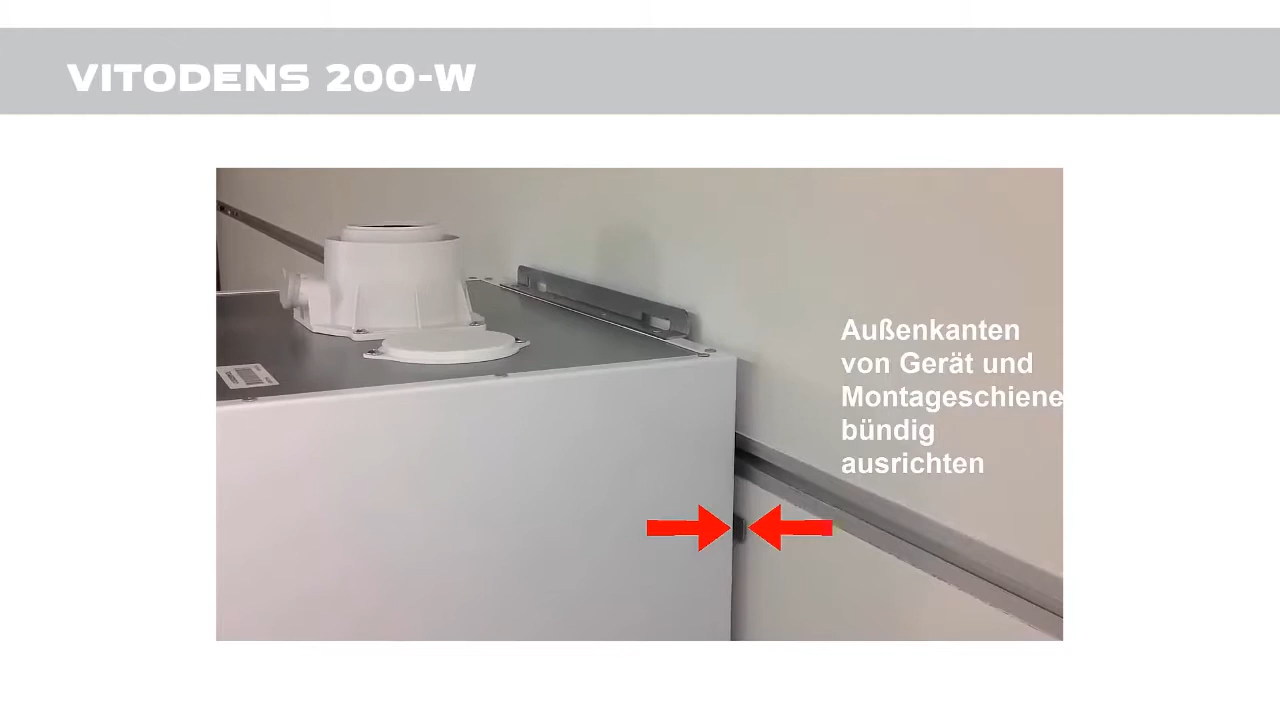 VITODENS 200-W
Außenkanten
von Gerät und
Montageschiene
bündig
ausrichten